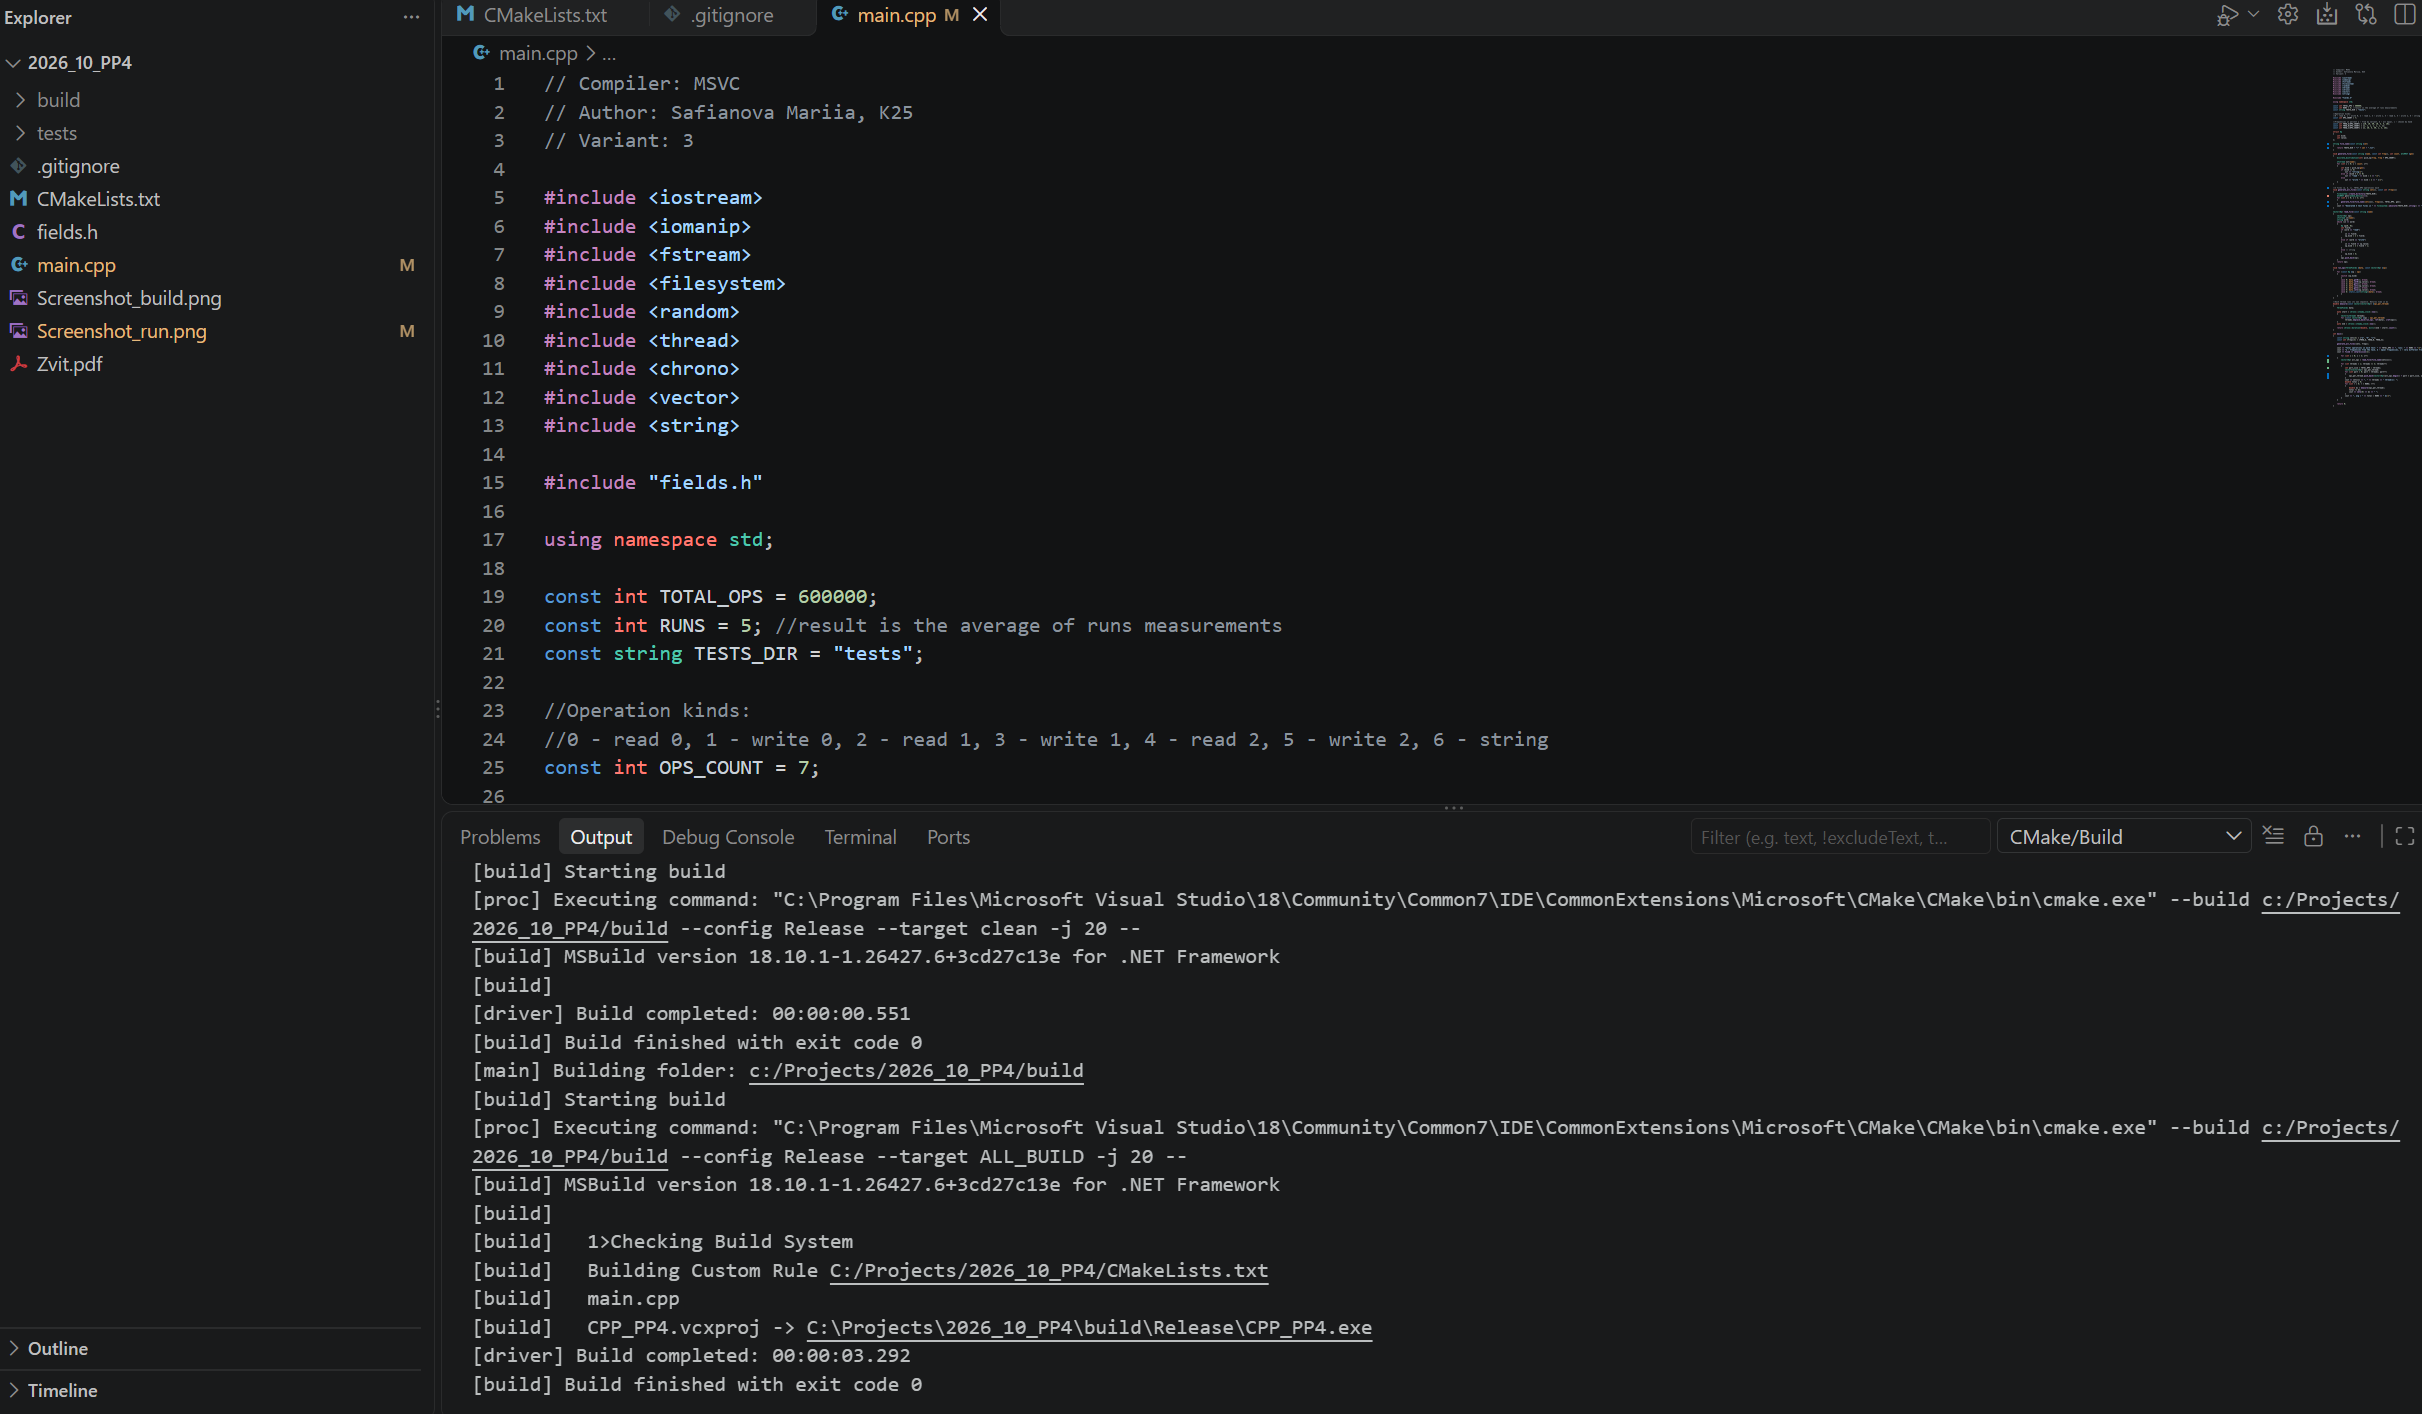 Explorer
2026_10_PP4
build
tests
.gitignore
CMakeLists.txt
fields.h
main.cpp M
Screenshot_build.png
Screenshot_run.png M
Zvit.pdf
Outline
Timeline
CMakeLists.txt
.gitignore
main.cpp M
main.cpp > ...
1 // Compiler: MSVC
2 // Author: Safianova Mariia, K25
3 // Variant: 3
4
5 #include <iostream>
6 #include <iomanip>
7 #include <fstream>
8 #include <filesystem>
9 #include <random>
10 #include <thread>
11 #include <chrono>
12 #include <vector>
13 #include <string>
14
15 #include "fields.h"
16
17 using namespace std;
18
19 const int TOTAL_OPS = 600000;
20 const int RUNS = 5; //result is the average of runs measurements
21 const string TESTS_DIR = "tests";
22
23 //Operation kinds:
24 //0 - read 0, 1 - write 0, 2 - read 1, 3 - write 1, 4 - read 2, 5 - write 2, 6 - string
25 const int OPS_COUNT = 7;
26
Problems Output Debug Console Terminal Ports
Filter (e.g. text, !excludeText, t...
CMake/Build
[build] Starting build
[proc] Executing command: "C:\Program Files\Microsoft Visual Studio\18\Community\Common7\IDE\CommonExtensions\Microsoft\CMake\CMake\bin\cmake.exe" --build c:/Projects/
2026_10_PP4/build --config Release --target clean -j 20 --
[build] MSBuild version 18.10.1-1.26427.6+3cd27c13e for .NET Framework
[build]
[driver] Build completed: 00:00:00.551
[build] Build finished with exit code 0
[main] Building folder: c:/Projects/2026_10_PP4/build
[build] Starting build
[proc] Executing command: "C:\Program Files\Microsoft Visual Studio\18\Community\Common7\IDE\CommonExtensions\Microsoft\CMake\CMake\bin\cmake.exe" --build c:/Projects/
2026_10_PP4/build --config Release --target ALL_BUILD -j 20 --
[build] MSBuild version 18.10.1-1.26427.6+3cd27c13e for .NET Framework
[build]
[build] 1>Checking Build System
[build] Building Custom Rule C:/Projects/2026_10_PP4/CMakeLists.txt
[build] main.cpp
[build] CPP_PP4.vcxproj -> C:\Projects\2026_10_PP4\build\Release\CPP_PP4.exe
[driver] Build completed: 00:00:03.292
[build] Build finished with exit code 0